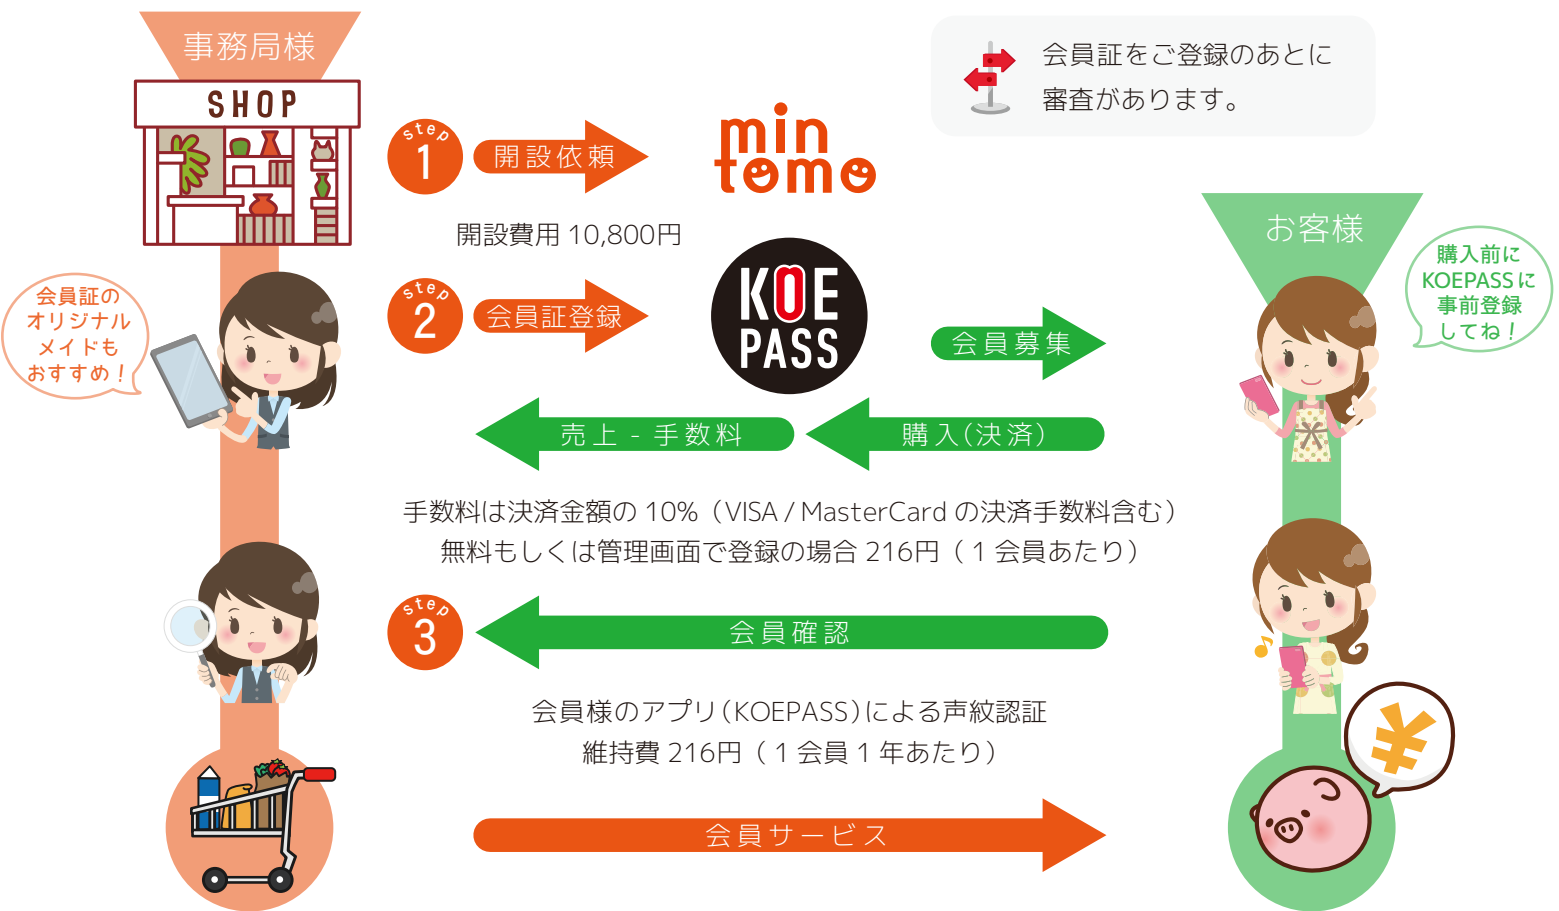 事務局様
SHOP
会員証をご登録のあとに
審査があります。
step
1
開設依頼
min
tomo
開設費用 10,800円
お客様
会員証の
オリジナル
メイドも
おすすめ！
step
2
会員証登録
KOE
PASS
会員募集
購入前に
KOEPASSに
事前登録
してね！
売上 - 手数料
購入(決済)
手数料は決済金額の 10%（VISA / MasterCard の決済手数料含む）
無料もしくは管理画面で登録の場合 216円（1 会員あたり）
step
3
会員確認
会員様のアプリ(KOEPASS)による声紋認証
維持費 216円（1 会員 1 年あたり）
¥
会員サービス